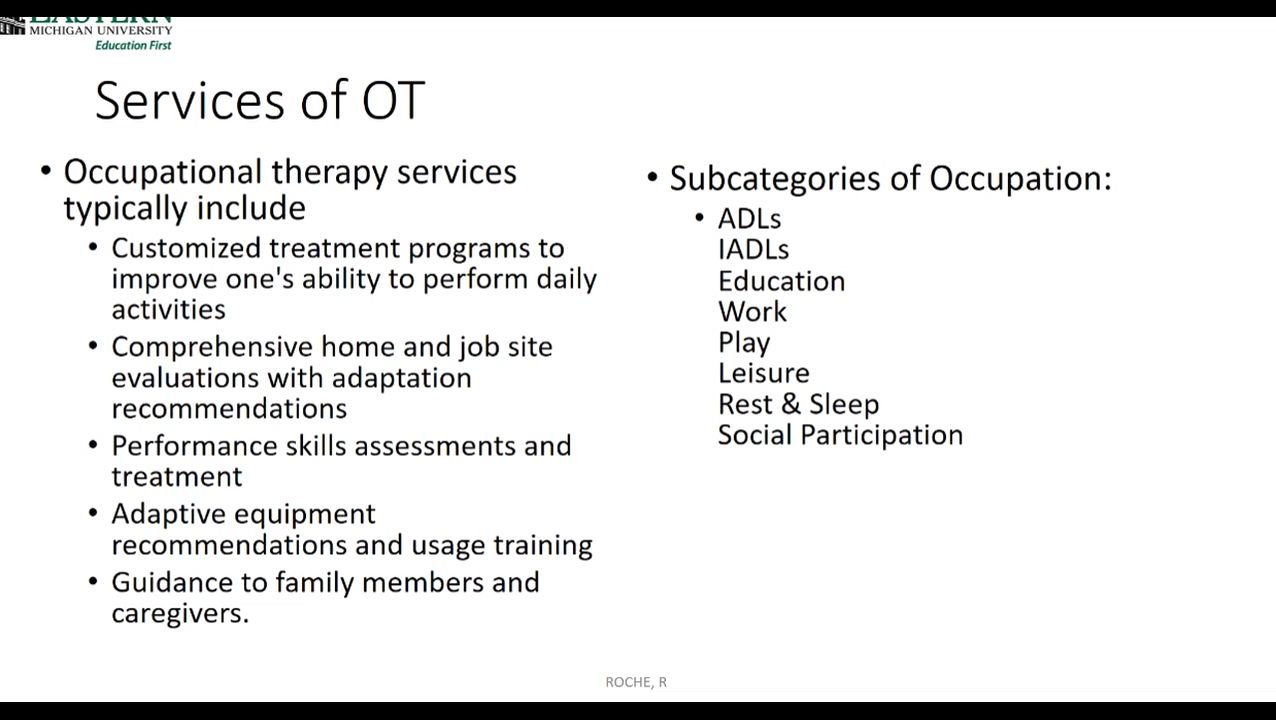 EASTERN
MICHIGAN UNIVERSITY
Education First
Services of OT
• Occupational therapy services
typically include
• Customized treatment programs to
improve one's ability to perform daily
activities
• Comprehensive home and job site
evaluations with adaptation
recommendations
• Performance skills assessments and
treatment
• Adaptive equipment
recommendations and usage training
• Guidance to family members and
caregivers.
• Subcategories of Occupation:
• ADLs
IADLs
Education
Work
Play
Leisure
Rest & Sleep
Social Participation
ROCHE, R